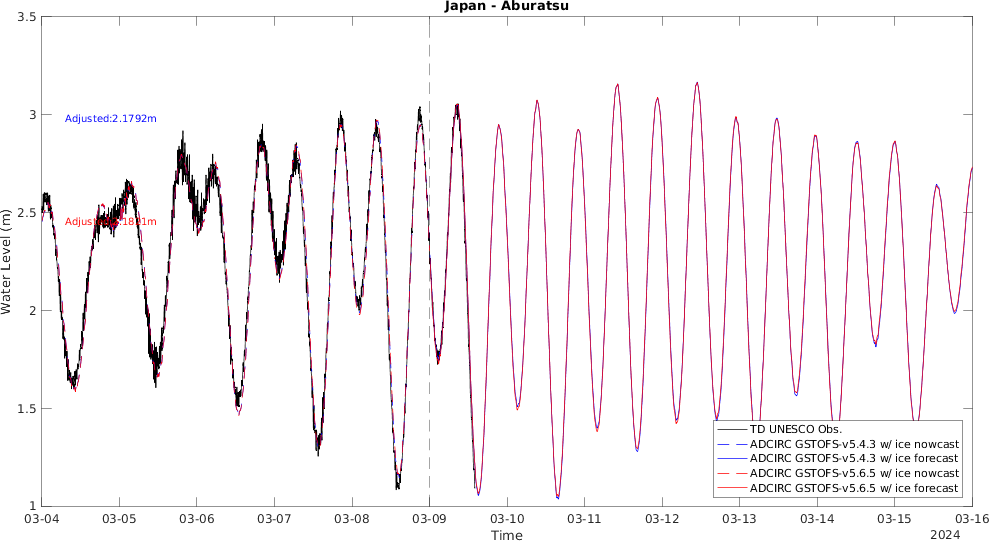 Japan - Aburatsu
3.5
3
2.5
2
1.5
1
Water Level (m)
Adjusted:2.1792m
03-04
03-05
03-06
03-07
03-08
03-09
03-10
03-11
03-12
03-13
03-14
03-15
03-16
Time
2024
TD UNESCO Obs.
ADCIRC GSTOFS-v5.4.3 w/ ice nowcast
ADCIRC GSTOFS-v5.4.3 w/ ice forecast
ADCIRC GSTOFS-v5.6.5 w/ ice nowcast
ADCIRC GSTOFS-v5.6.5 w/ ice forecast